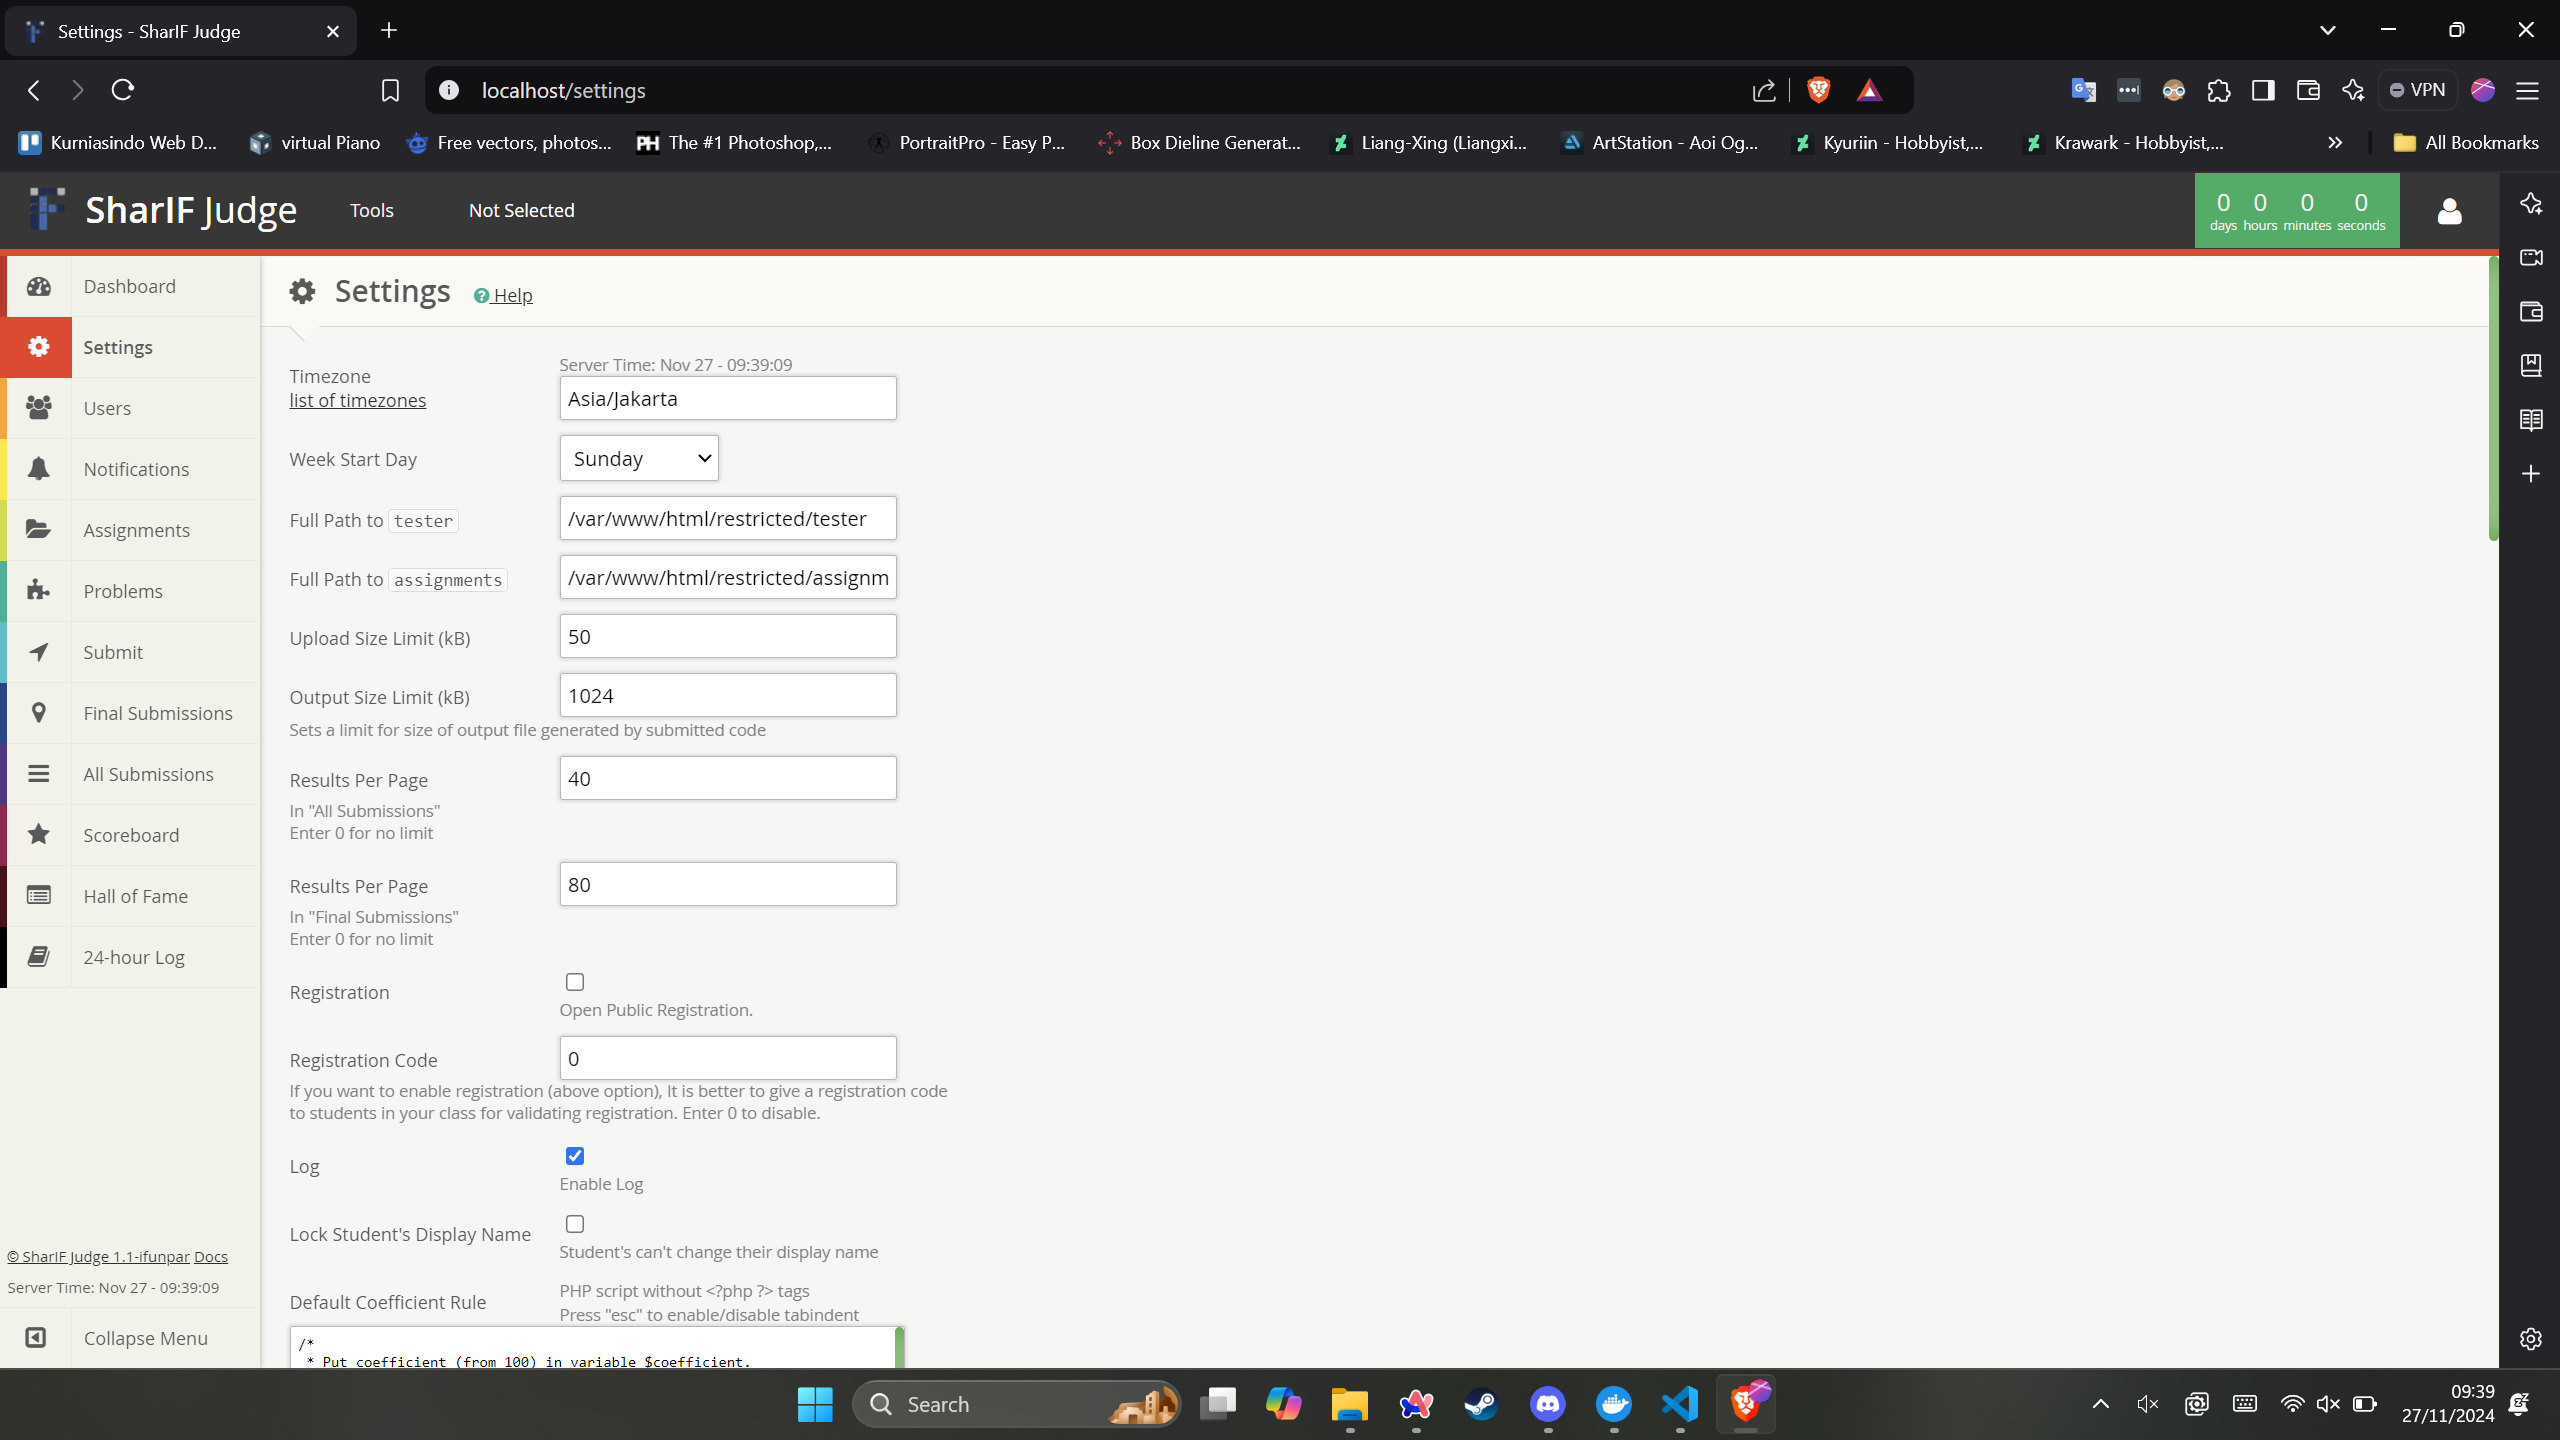 Settings - SharIF Judge
localhost/settings
VPN
Kurniasindo Web D...
virtual Piano
Free vectors, photos...
PH The #1 Photoshop,...
PortraitPro - Easy P...
Box Dieline Generat...
Liang-Xing (Liangxi...
ArtStation - Aoi Og...
Kyuriin - Hobbyist,...
Krawark - Hobbyist,...
All Bookmarks
SharIF Judge
Tools
Not Selected
0 0 0 0
days hours minutes seconds
Dashboard
Settings
Users
Notifications
Assignments
Problems
Submit
Final Submissions
All Submissions
Scoreboard
Hall of Fame
24-hour Log
© SharIF Judge 1.1-ifunpar Docs
Server Time: Nov 27 - 09:39:09
Collapse Menu
Settings
Help
Server Time: Nov 27 - 09:39:09
Timezone
list of timezones
Asia/Jakarta
Week Start Day
Sunday
Full Path to tester
/var/www/html/restricted/tester
Full Path to assignments
/var/www/html/restricted/assignm
Upload Size Limit (kB)
50
Output Size Limit (kB)
1024
Sets a limit for size of output file generated by submitted code
Results Per Page
40
In "All Submissions"
Enter 0 for no limit
Results Per Page
80
In "Final Submissions"
Enter 0 for no limit
Registration
Open Public Registration.
Registration Code
0
If you want to enable registration (above option), It is better to give a registration code
to students in your class for validating registration. Enter 0 to disable.
Log
Enable Log
Lock Student's Display Name
Student's can't change their display name
Default Coefficient Rule
PHP script without <?php ?> tags
Press "esc" to enable/disable tabindent
/*
* Put coefficient (from 100) in variable $coefficient.
Search
09:39
27/11/2024